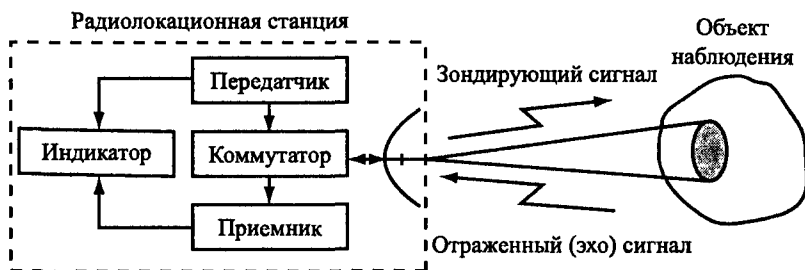 Радиолокационная станция
Объект
наблюдения
Передатчик
Зондирующий сигнал
Индикатор
Коммутатор
Приемник
Отраженный (эхо) сигнал